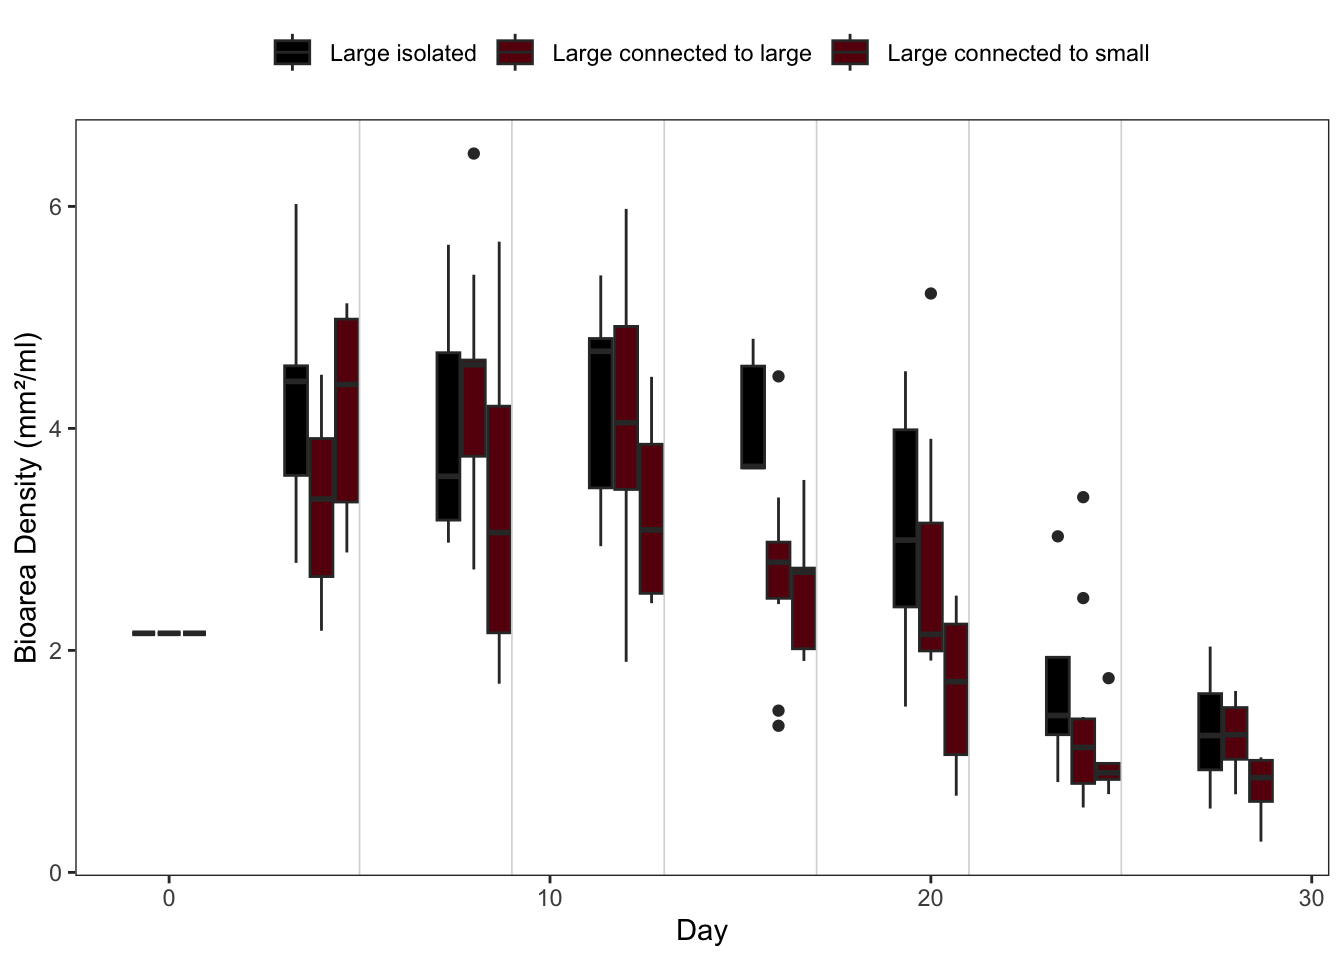 Large isolated Large connected to large Large connected to small
Bioarea Density (mm²/ml)
6
4
2
0
0 10 20 30
Day